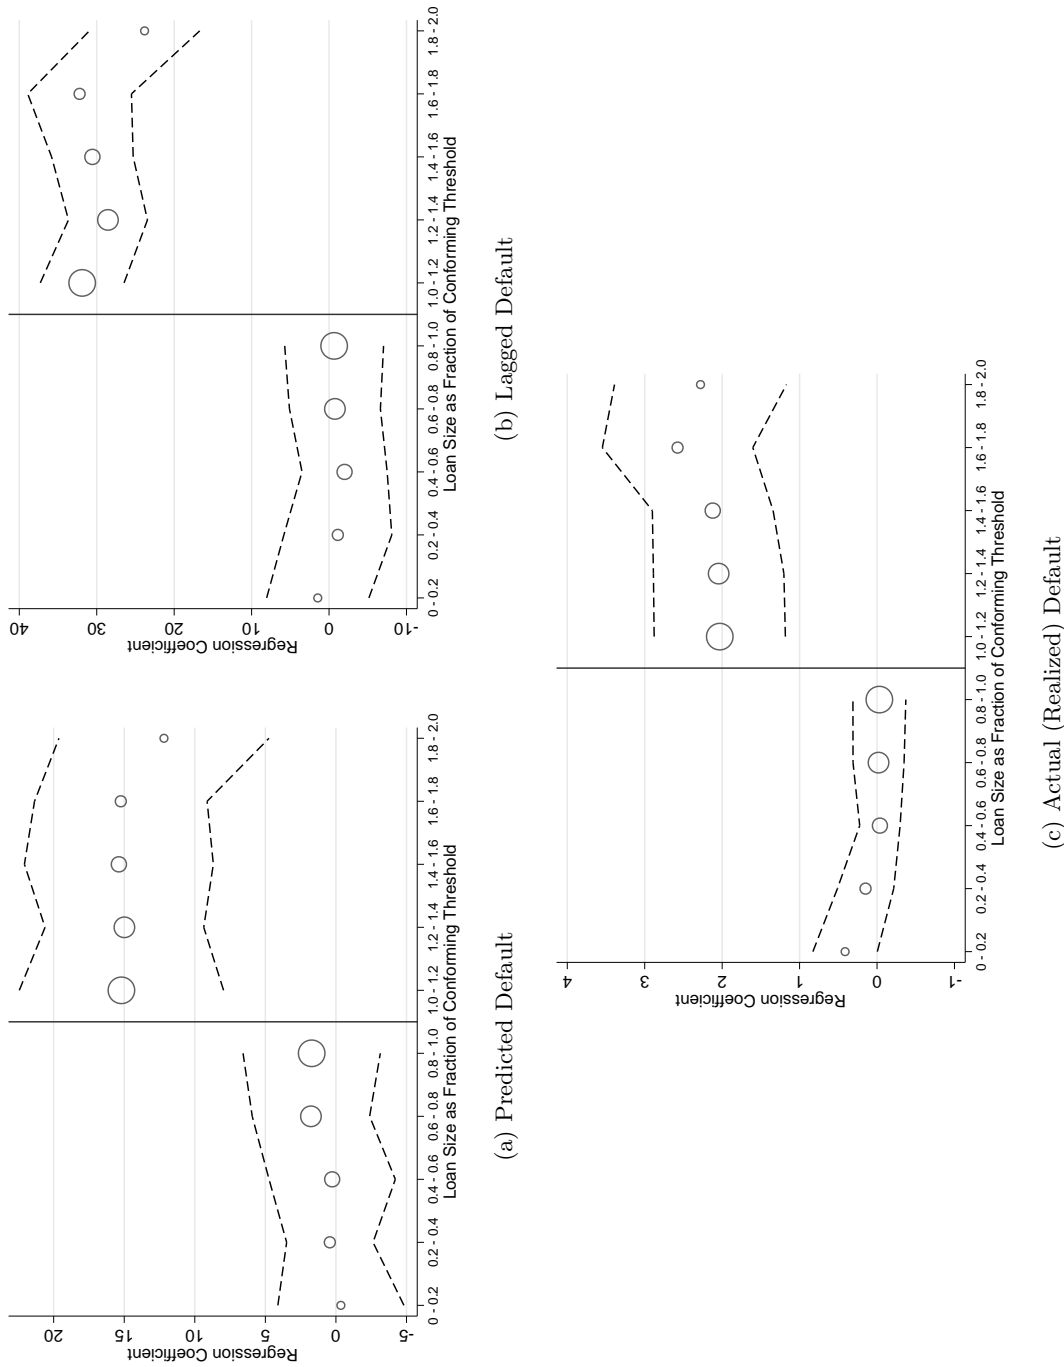 Regression Coefficient
20
15
10
5
0
-5
0 - 0.2 0.2 - 0.4 0.4 - 0.6 0.6 - 0.8 0.8 - 1.0 1.0 - 1.2 1.2 - 1.4 1.4 - 1.6 1.6 - 1.8 1.8 - 2.0
Loan Size as Fraction of Conforming Threshold
(a) Predicted Default
Regression Coefficient
40
30
20
10
0
-10
0 - 0.2 0.2 - 0.4 0.4 - 0.6 0.6 - 0.8 0.8 - 1.0 1.0 - 1.2 1.2 - 1.4 1.4 - 1.6 1.6 - 1.8 1.8 - 2.0
Loan Size as Fraction of Conforming Threshold
(b) Lagged Default
Regression Coefficient
4
3
2
1
0
-1
0 - 0.2 0.2 - 0.4 0.4 - 0.6 0.6 - 0.8 0.8 - 1.0 1.0 - 1.2 1.2 - 1.4 1.4 - 1.6 1.6 - 1.8 1.8 - 2.0
Loan Size as Fraction of Conforming Threshold
(c) Actual (Realized) Default